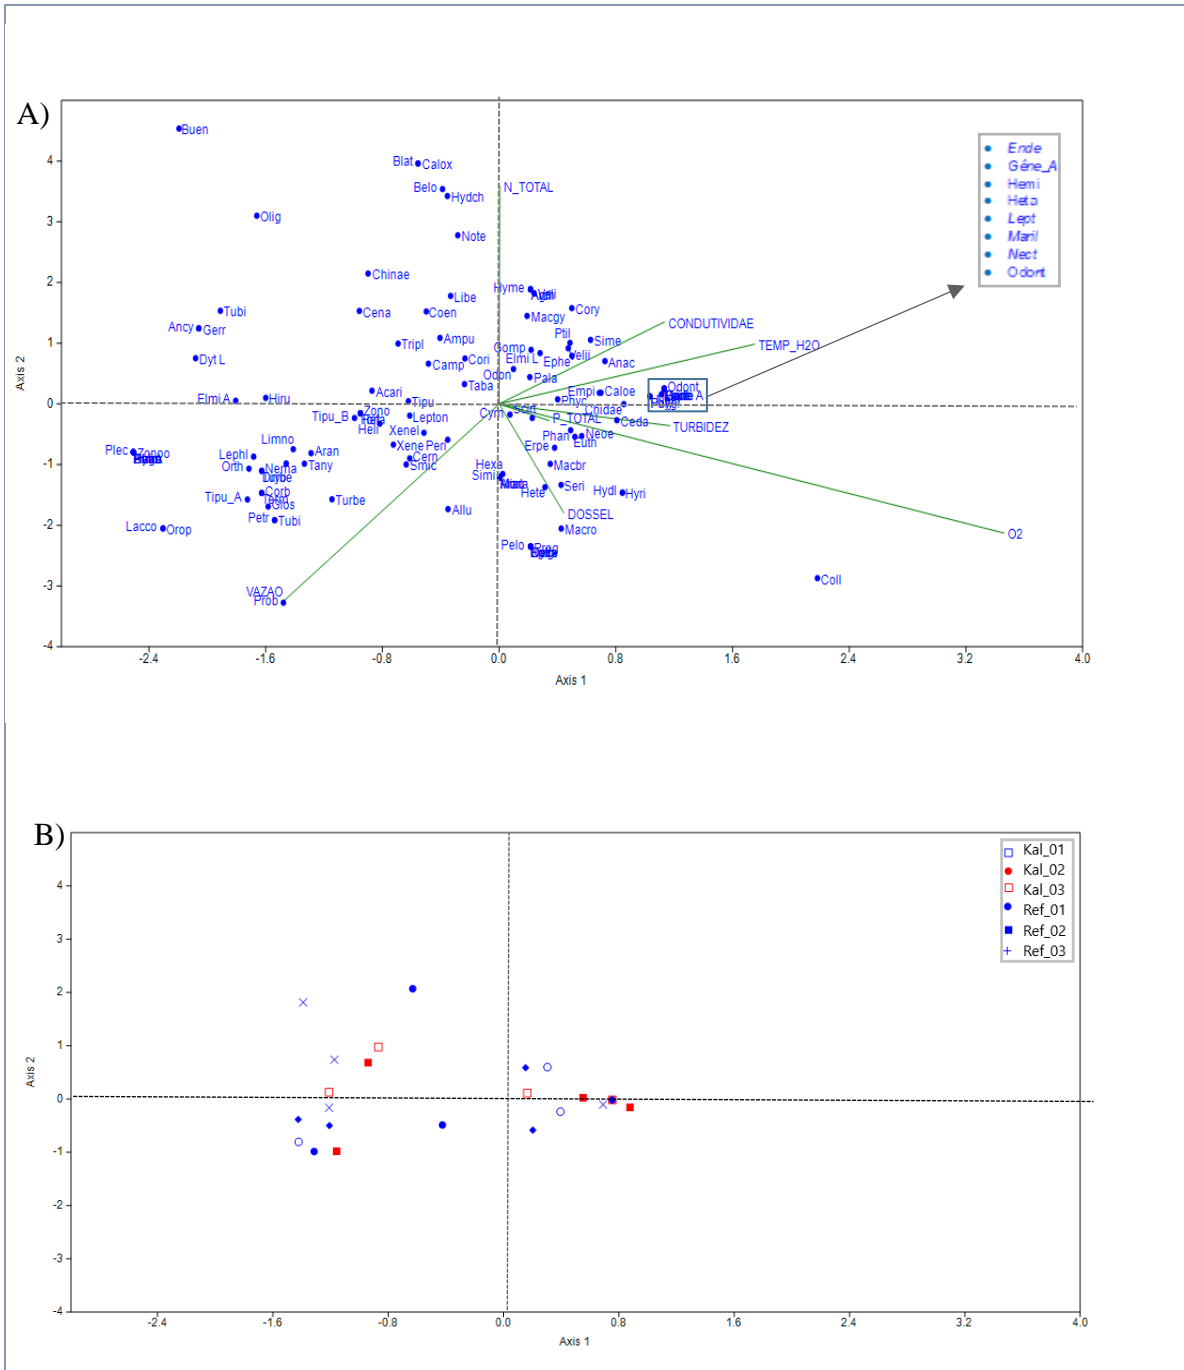 A)
Buen
Blat Calox
Belo
Hydch
N_TOTAL
Olig
Note
Chinae
Libe
Hyme
Tubi
Cena
Coen
Macgy
Cory
CONDUTIVIDAE
Ancy Gerr
Tripl
Ampu
Ptil
Sime
TEMP_H2O
Dyt L
Camp
Cori
Gomp
Elmi L
Ephe
Velii
Anac
Odon
Pala
Taba
Acari
Empi
Caloe
Odont
Elmi A
Hiru
Tipu
Phyc
Chidae
Tipu_B
Zono
Lepton
Cym
P_TOTAL
Ceda
TURBIDEZ
Heli
Xenel
Phan
Neoe
Euth
Limno
Xene
Peri
Erpe
Plec
Zonoo
Lephl
Aran
Cern
Smic
Hexa
Macbr
Orth
Nema
Tany
Simi
Hete
Seri
Hydl
Hyri
Corb
Tipu_A
Glos
Turbe
Allu
DOSSEL
Petr
Tubi
Macro
Lacco
Orop
Pelo
O2
VAZAO
Prob
Coll
Ende
Gêne_A
Hemi
Heta
Lept
Maril
Nect
Odont
4
3
2
1
0
-1
-2
-3
-4
Axis 2
-2.4 -1.6 -0.8 0.0 0.8 1.6 2.4 3.2 4.0
Axis 1
B)
Kal_01
Kal_02
Kal_03
Ref_01
Ref_02
Ref_03
4
3
2
1
0
-1
-2
-3
-4
Axis 2
-2.4 -1.6 -0.8 0.0 0.8 1.6 2.4 3.2 4.0
Axis 1